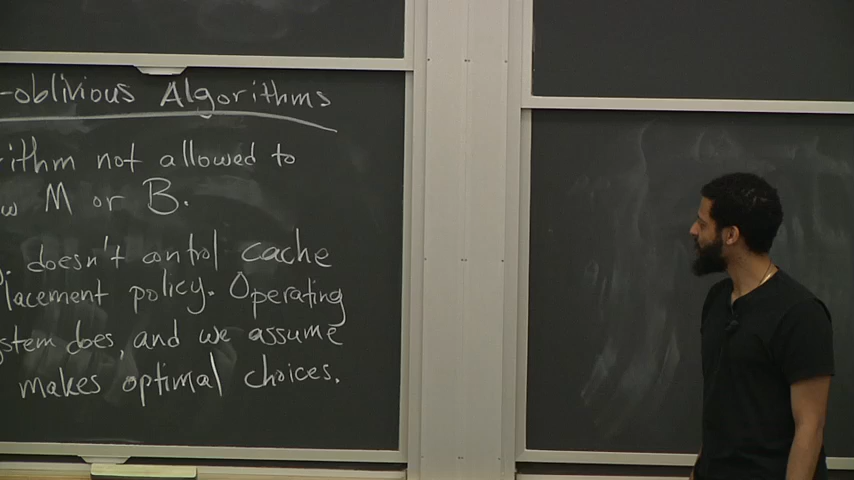 -oblivious Algorithms
ithm not allowed to
w M or B.
. doesn't control cache
lacement policy. Operating
stem does, and we assume
makes optimal choices.